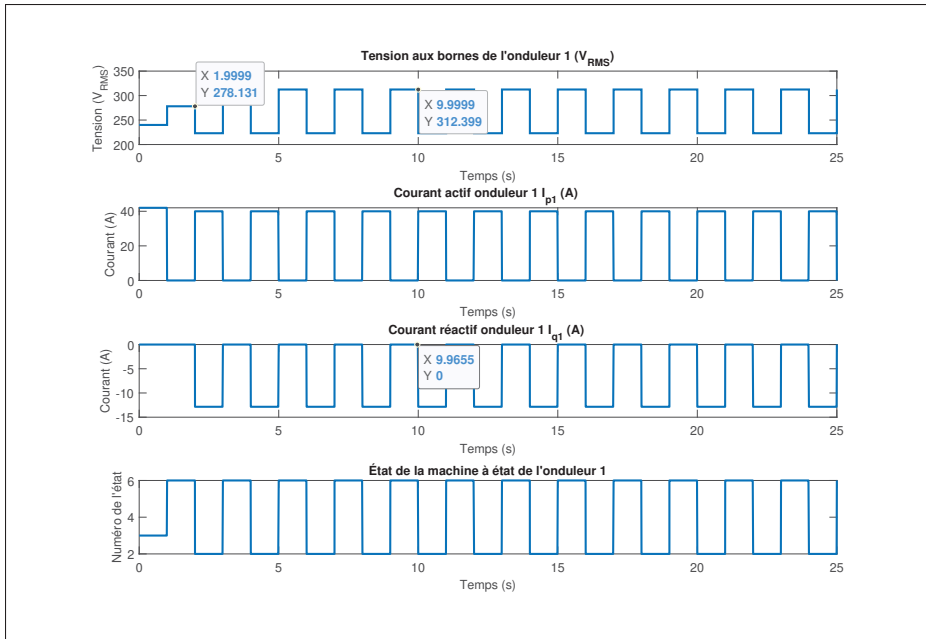 Tension aux bornes de l'onduleur 1 (V_RMS)
350
300
250
200
Tension (V_RMS)
X 1.9999
Y 278.131
X 9.9999
Y 312.399
0 5 10 15 20 25
Temps (s)
Courant actif onduleur 1 I_p1 (A)
40
20
0
Courant (A)
0 5 10 15 20 25
Temps (s)
Courant réactif onduleur 1 I_q1 (A)
0
-5
-10
-15
Courant (A)
X 9.9655
Y 0
0 5 10 15 20 25
Temps (s)
État de la machine à état de l'onduleur 1
6
4
2
Numéro de l'état
0 5 10 15 20 25
Temps (s)